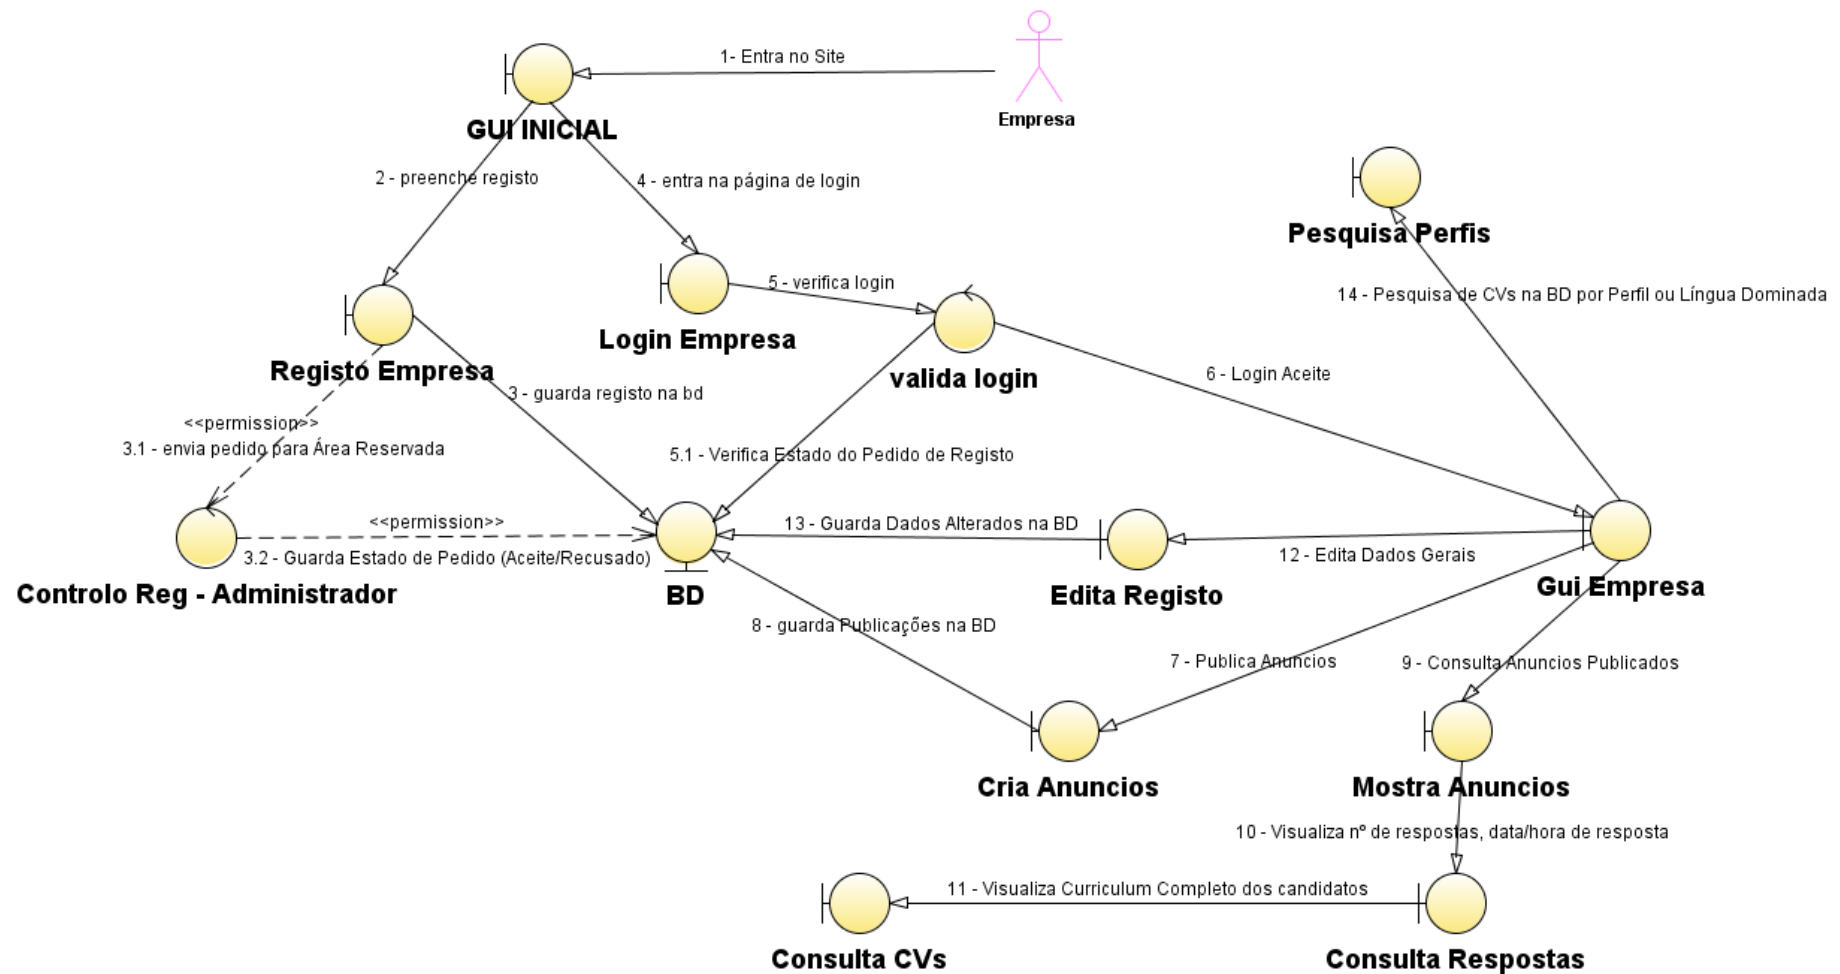 1- Entra no Site
Empresa
GUI INICIAL
2 - preenche registo
4 - entra na página de login
Pesquisa Perfis
5 - verifica login
14 - Pesquisa de CVs na BD por Perfil ou Língua Dominada
Login Empresa
Registo Empresa
valida login
6 - Login Aceite
3 - guarda registo na bd
<<permission>>
3.1 - envia pedido para Área Reservada
5.1 - Verifica Estado do Pedido de Registo
<<permission>>
13 - Guarda Dados Alterados na BD
3.2 - Guarda Estado de Pedido (Aceite/Recusado)
12 - Edita Dados Gerais
Controlo Reg - Administrador
BD
Edita Registo
Gui Empresa
8 - guarda Publicações na BD
7 - Publica Anuncios
9 - Consulta Anuncios Publicados
Cria Anuncios
Mostra Anuncios
10 - Visualiza nº de respostas, data/hora de resposta
11 - Visualiza Curriculum Completo dos candidatos
Consulta CVs
Consulta Respostas